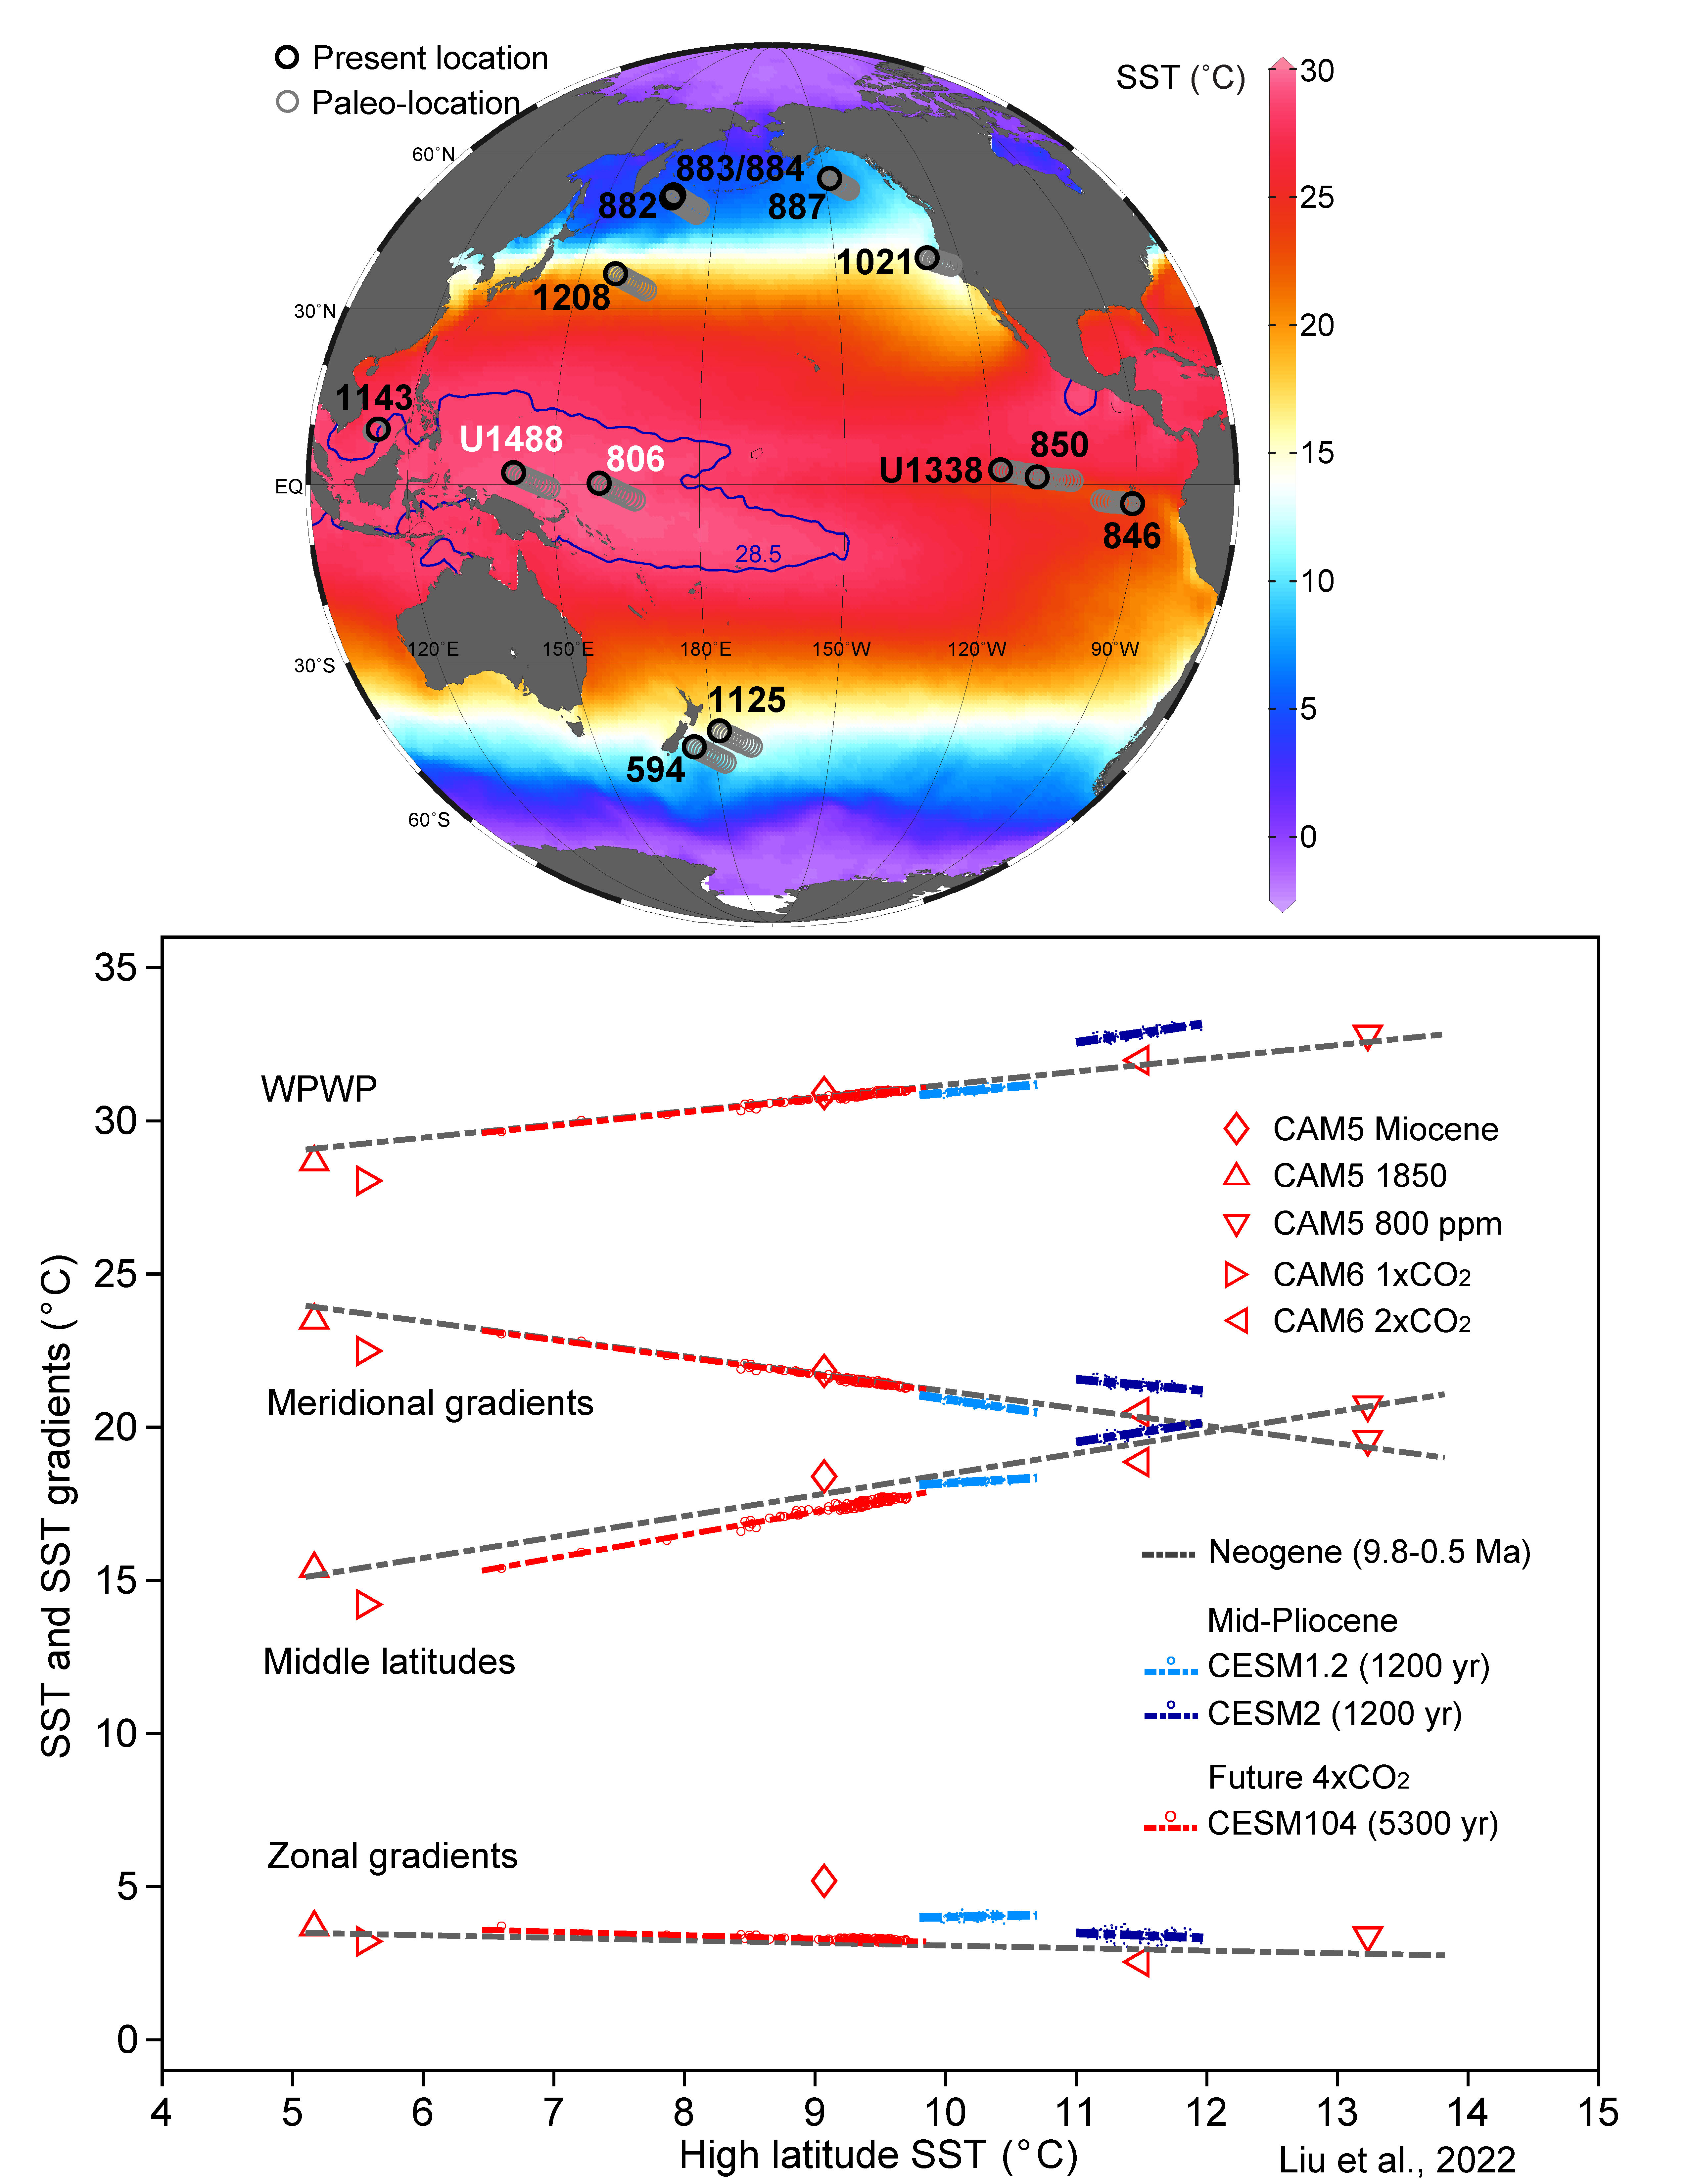 Present location
Paleo-location
SST (˚C)
30
25
20
15
10
5
0
60˚N
30˚N
EQ
30˚S
60˚S
883/884
882
887
1021
1208
1143
U1488
806
850
U1338
846
28.5
120˚E 150˚E 180˚E 150˚W 120˚W 90˚W
1125
594
35
30
25
20
15
10
5
0
SST and SST gradients (°C)
WPWP
CAM5 Miocene
CAM5 1850
CAM5 800 ppm
CAM6 1xCO₂
CAM6 2xCO₂
Meridional gradients
Neogene (9.8-0.5 Ma)
Mid-Pliocene
CESM1.2 (1200 yr)
CESM2 (1200 yr)
Future 4xCO₂
CESM104 (5300 yr)
Middle latitudes
Zonal gradients
4 5 6 7 8 9 10 11 12 13 14 15
High latitude SST (°C)
Liu et al., 2022